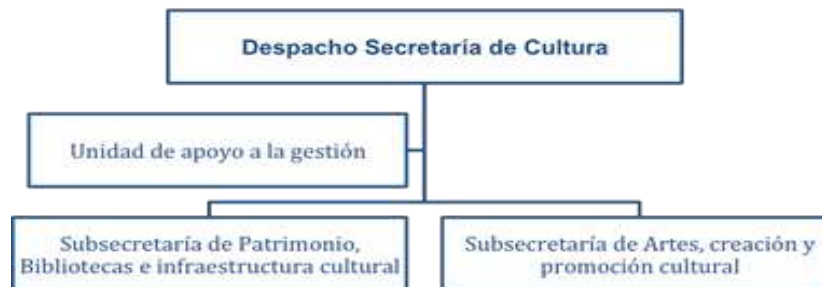 Despacho Secretaría de Cultura
Unidad de apoyo a la gestión
Subsecretaría de Patrimonio,
Bibliotecas e infraestructura cultural
Subsecretaría de Artes, creación y
promoción cultural